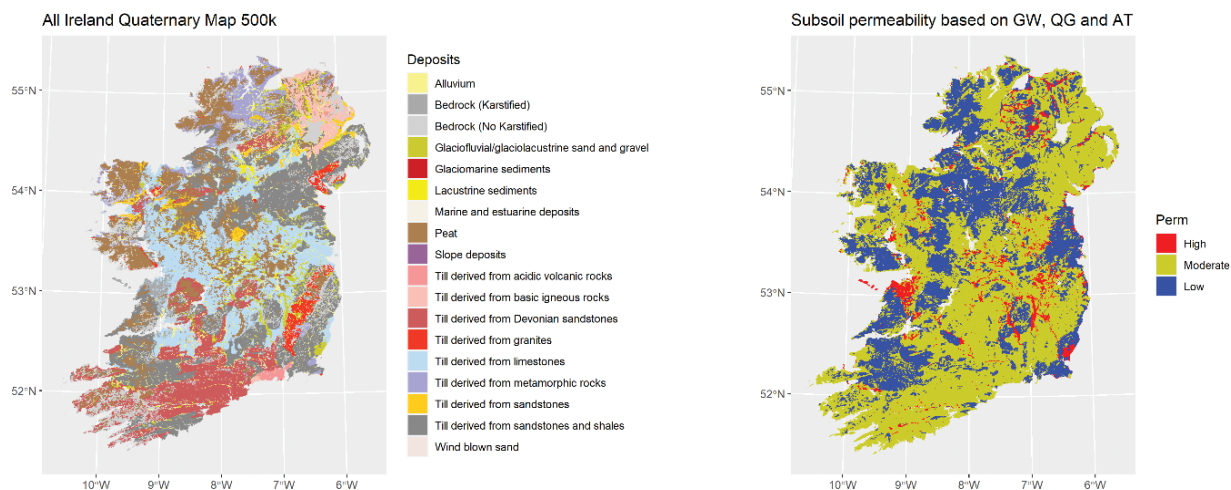 All Ireland Quaternary Map 500k
55°N
54°N
53°N
52°N
10°W 9°W 8°W 7°W 6°W
Deposits
Alluvium
Bedrock (Karstified)
Bedrock (No Karstified)
Glaciofluvial/glaciolacustrine sand and gravel
Glaciomarine sediments
Lacustrine sediments
Marine and estuarine deposits
Peat
Slope deposits
Till derived from acidic volcanic rocks
Till derived from basic igneous rocks
Till derived from Devonian sandstones
Till derived from granites
Till derived from limestones
Till derived from metamorphic rocks
Till derived from sandstones
Till derived from sandstones and shales
Wind blown sand
Subsoil permeability based on GW, QG and AT
55°N
54°N
53°N
52°N
10°W 9°W 8°W 7°W 6°W
Perm
High
Moderate
Low